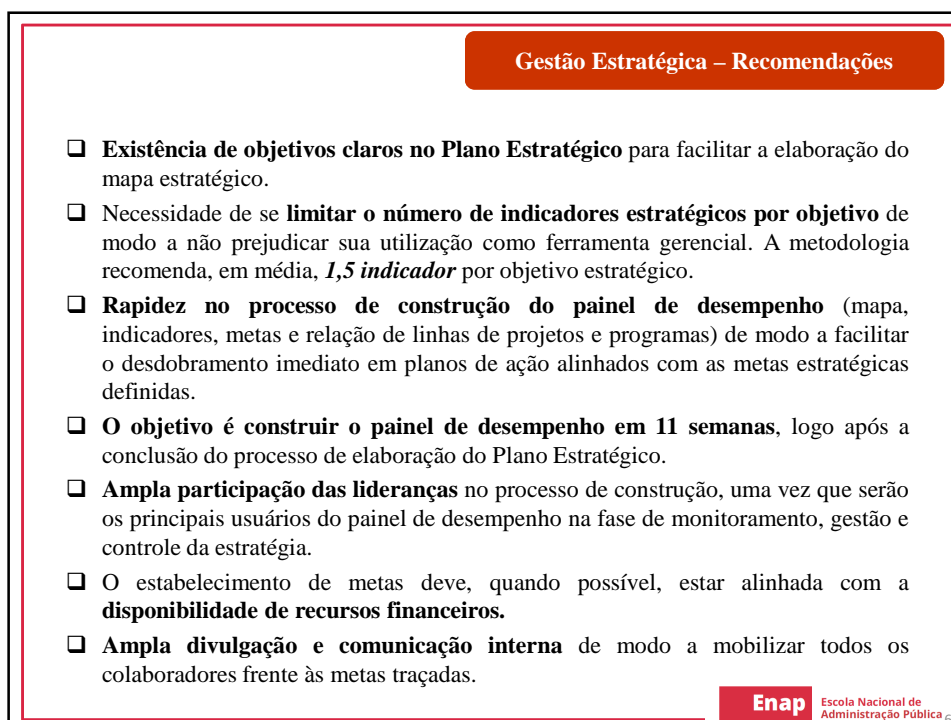 Gestão Estratégica – Recomendações
❑ Existência de objetivos claros no Plano Estratégico para facilitar a elaboração do
mapa estratégico.
❑ Necessidade de se limitar o número de indicadores estratégicos por objetivo de
modo a não prejudicar sua utilização como ferramenta gerencial. A metodologia
recomenda, em média, 1,5 indicador por objetivo estratégico.
❑ Rapidez no processo de construção do painel de desempenho (mapa,
indicadores, metas e relação de linhas de projetos e programas) de modo a facilitar
o desdobramento imediato em planos de ação alinhados com as metas estratégicas
definidas.
❑ O objetivo é construir o painel de desempenho em 11 semanas, logo após a
conclusão do processo de elaboração do Plano Estratégico.
❑ Ampla participação das lideranças no processo de construção, uma vez que serão
os principais usuários do painel de desempenho na fase de monitoramento, gestão e
controle da estratégia.
❑ O estabelecimento de metas deve, quando possível, estar alinhada com a
disponibilidade de recursos financeiros.
❑ Ampla divulgação e comunicação interna de modo a mobilizar todos os
colaboradores frente às metas traçadas.
Enap
Escola Nacional de
Administração Pública